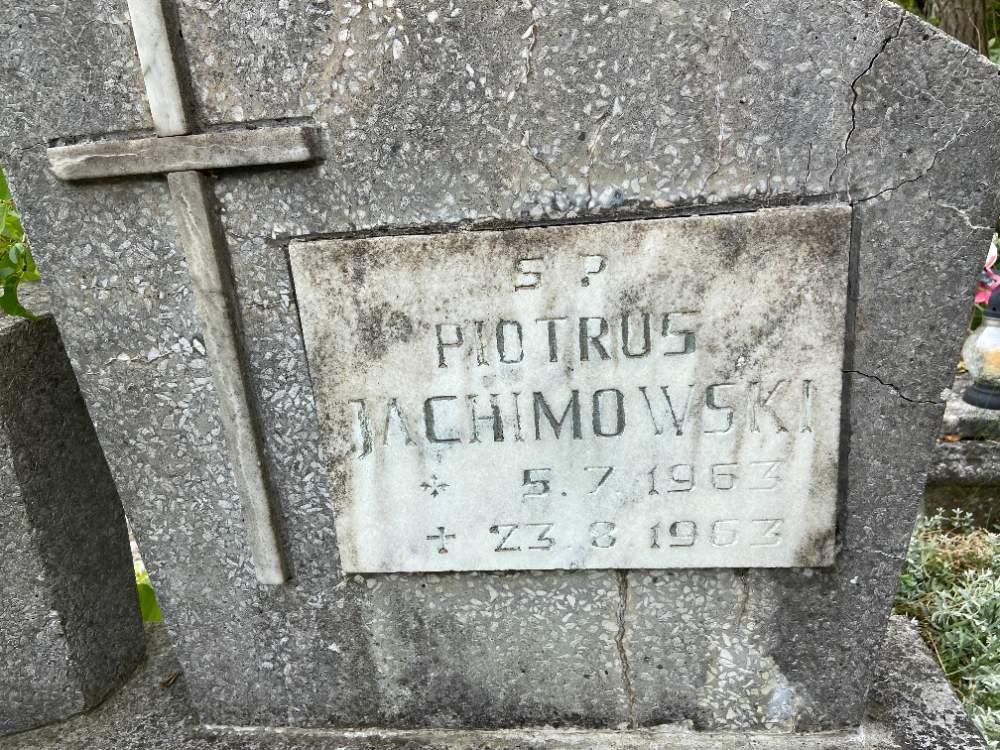 Ś P
PIOTRUŚ
JACHIMOWSKI
5.7 1963
+ 23 8 1963